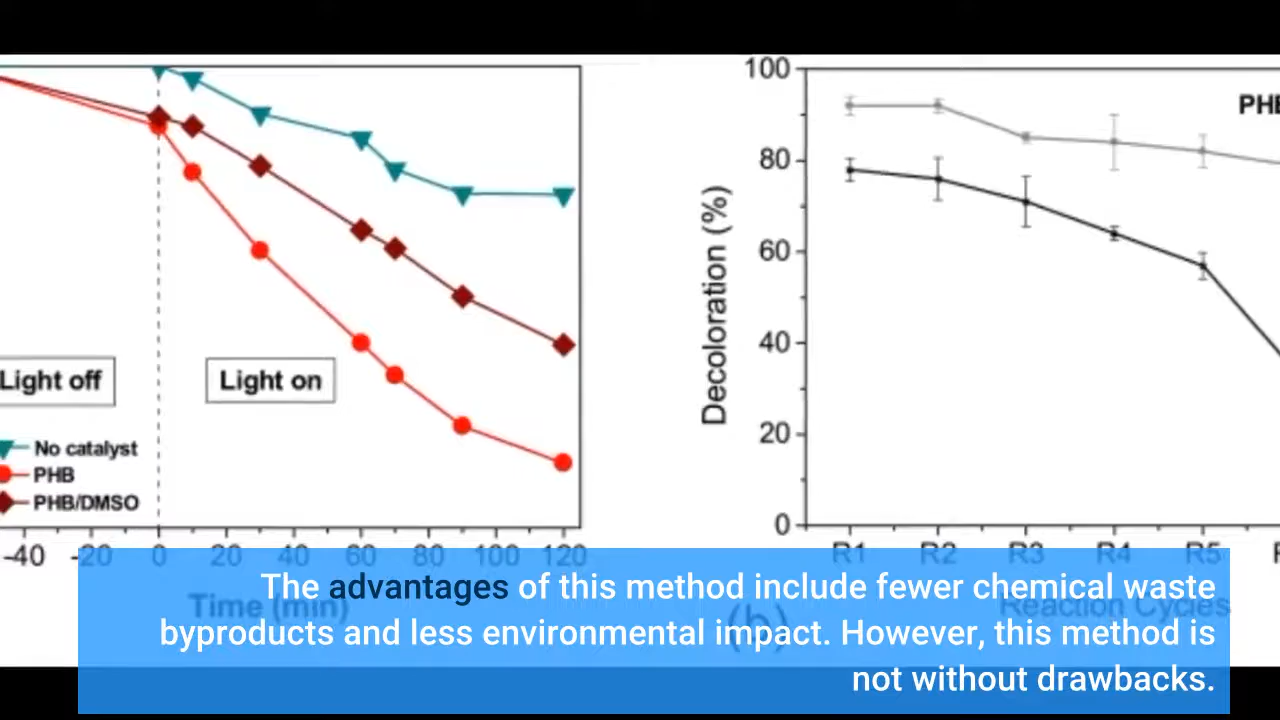 Light off
Light on
No catalyst
PHB
PHB/DMSO
-40 -20 0 20 40 60 80 100 120
Time (min)
100
80
60
40
20
0
Decoloration (%)
PHB
R1 R2 R3 R4 R5
Reaction Cycles
(b)
The advantages of this method include fewer chemical waste
byproducts and less environmental impact. However, this method is
not without drawbacks.